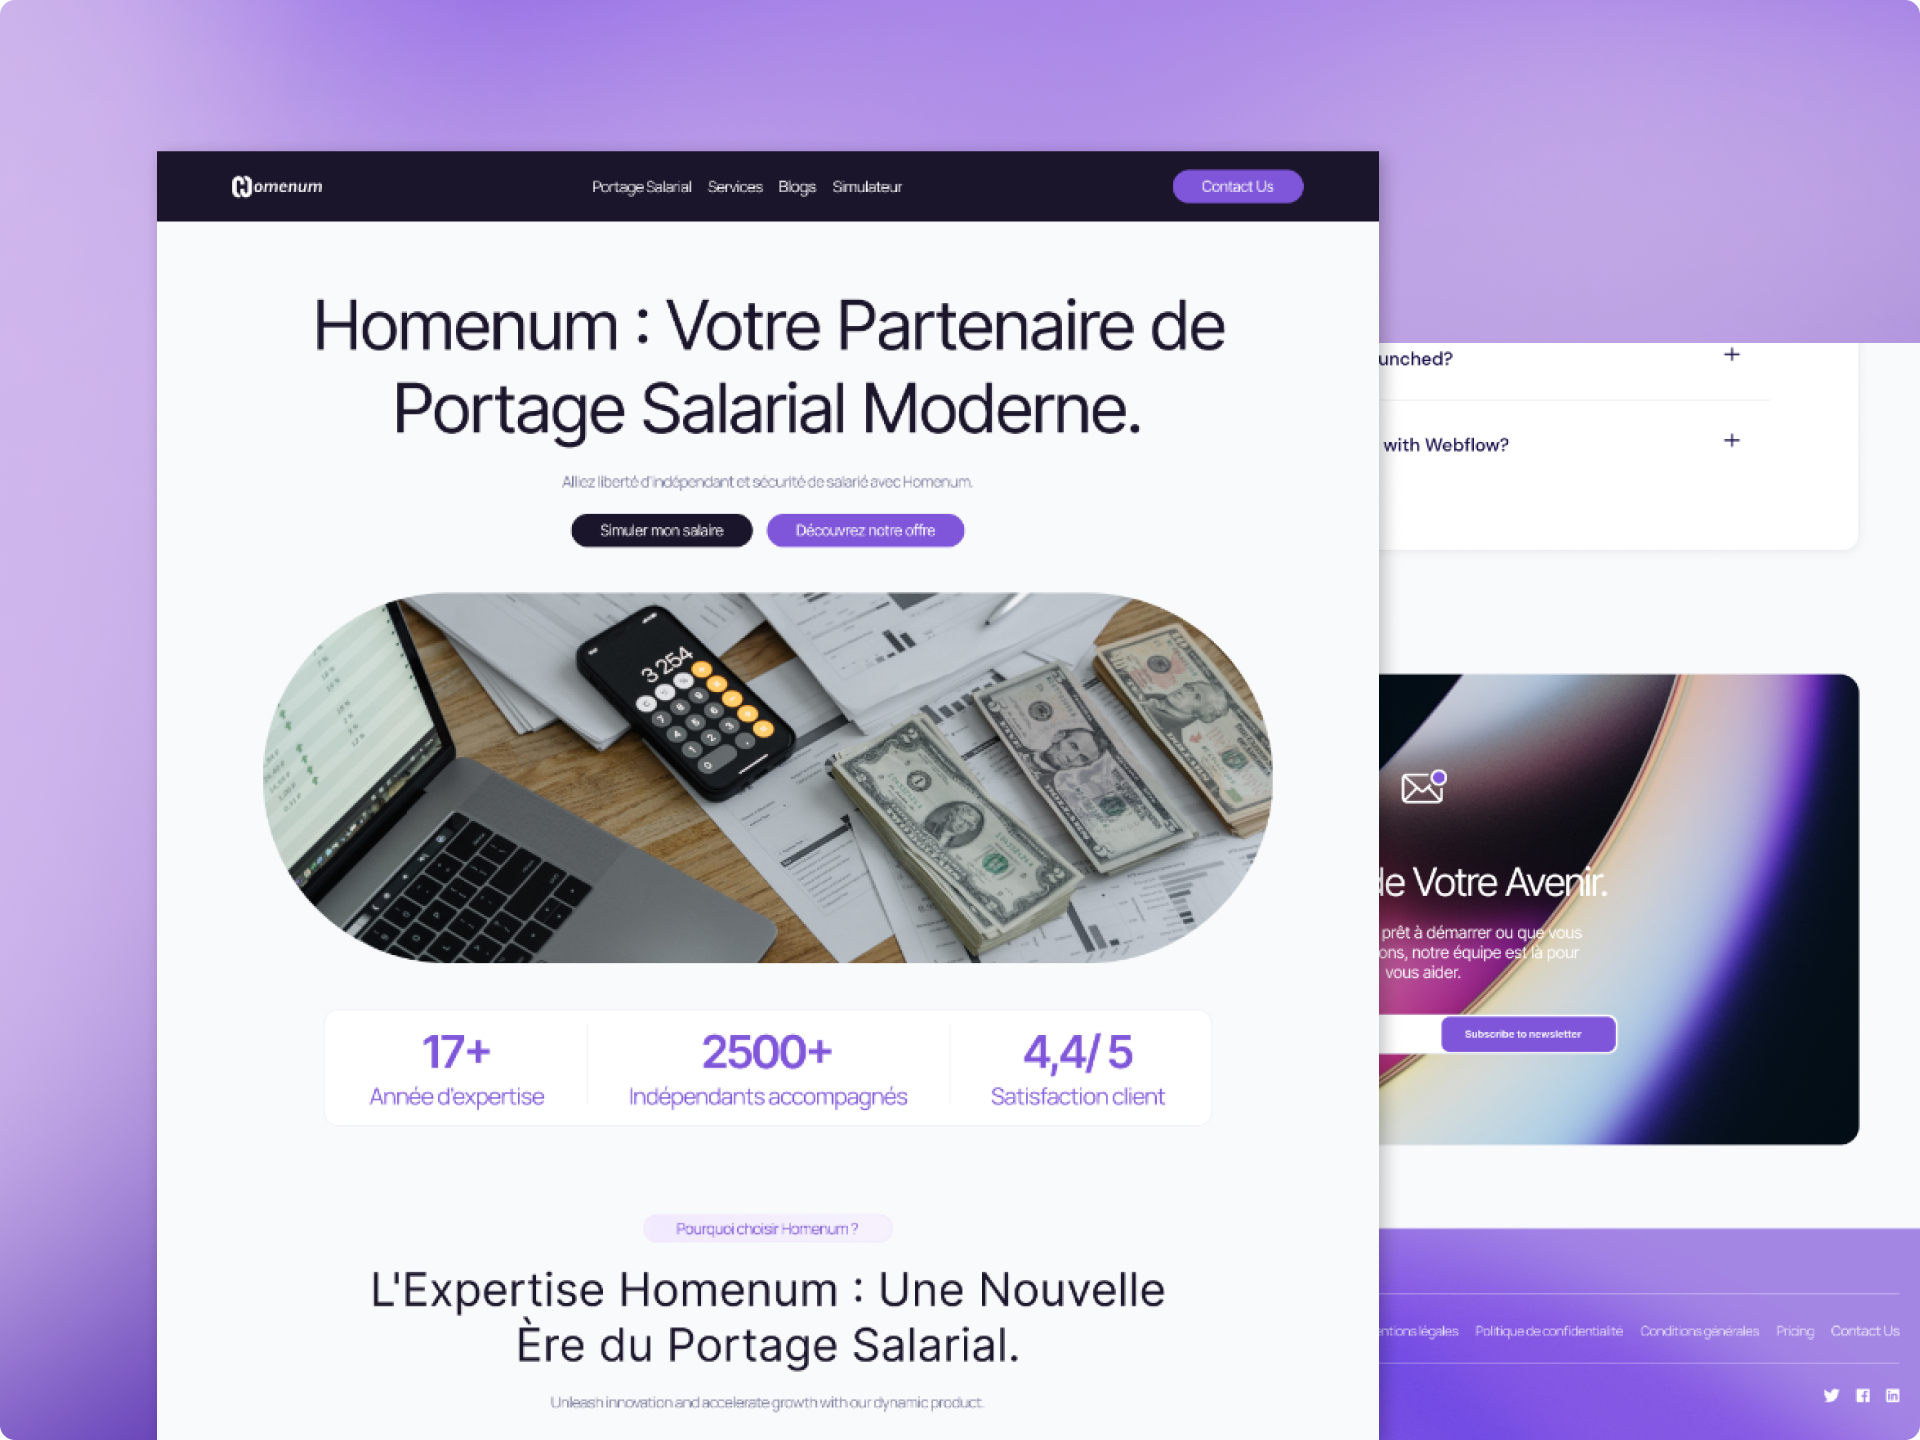 Homenum
Portage Salarial Services Blogs Simulateur
Contact Us
Homenum : Votre Partenaire de
Portage Salarial Moderne.
Alliez liberté d'indépendant et sécurité de salarié avec Homenum.
Simuler mon salaire
Découvrez notre offre
3 254
17+
Année d'expertise
2500+
Indépendants accompagnés
4,4/ 5
Satisfaction client
Pourquoi choisir Homenum ?
L'Expertise Homenum : Une Nouvelle
Ère du Portage Salarial.
Unleash innovation and accelerate growth with our dynamic product.
unched?
with Webflow?
de Votre Avenir.
prêt à démarrer ou que vous
ons, notre équipe est là pour
vous aider.
Subscribe to newsletter
entions légales Politique de confidentialité Conditions générales Pricing Contact Us